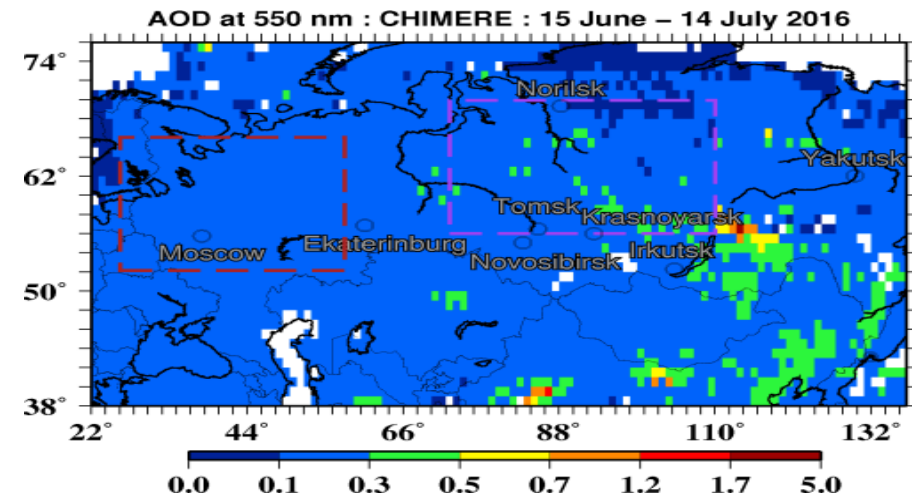 AOD at 550 nm : CHIMERE : 15 June – 14 July 2016
74°
Norilsk
62°
Yakutsk
Tomsk
Krasnoyarsk
Moscow
Ekaterinburg
Novosibirsk
Irkutsk
50°
38°
22° 44° 66° 88° 110° 132°
0.0 0.1 0.3 0.5 0.7 1.2 1.7 5.0